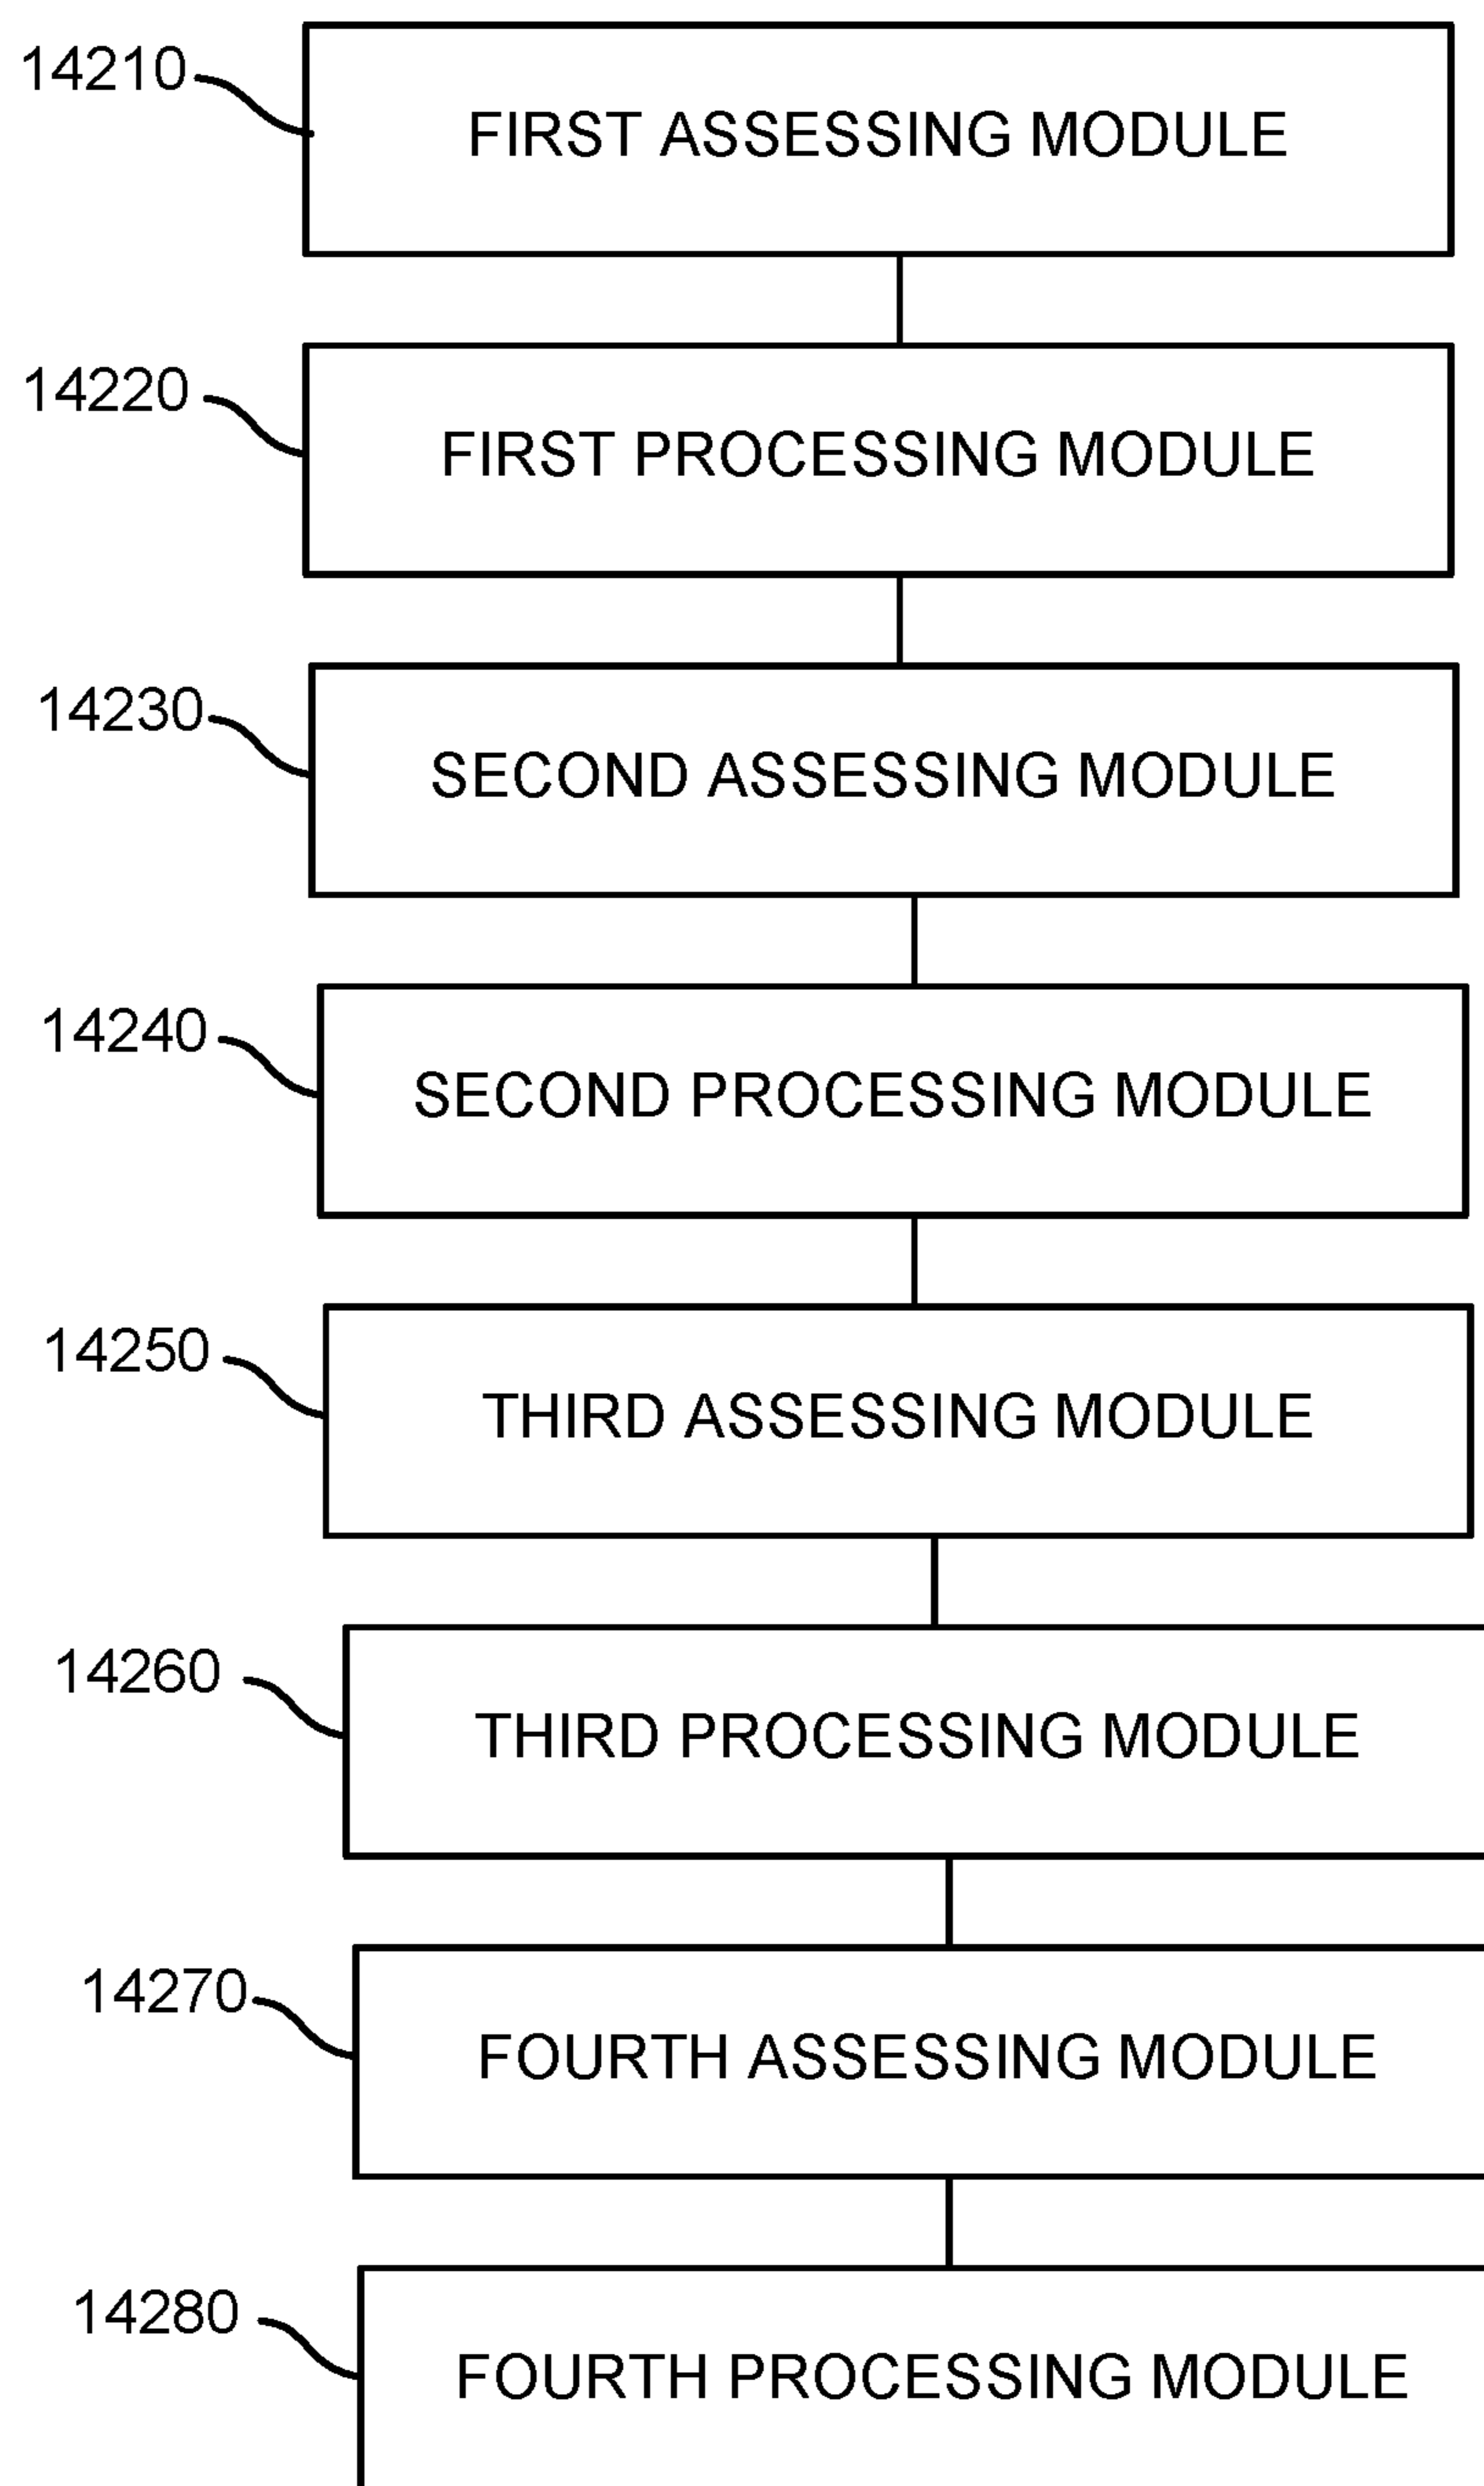 14210
FIRST ASSESSING MODULE
14220
FIRST PROCESSING MODULE
14230
SECOND ASSESSING MODULE
14240
SECOND PROCESSING MODULE
14250
THIRD ASSESSING MODULE
14260
THIRD PROCESSING MODULE
14270
FOURTH ASSESSING MODULE
14280
FOURTH PROCESSING MODULE